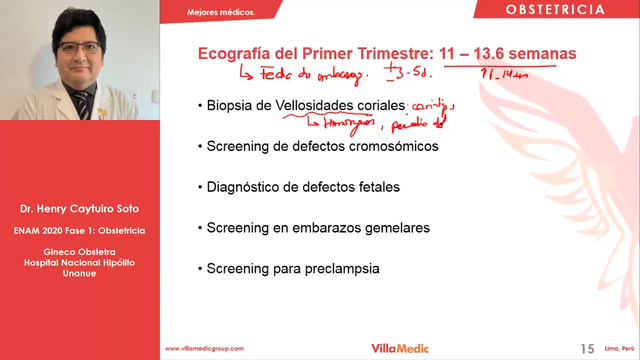 Mejores médicos.
OBSTETRICIA
Ecografía del Primer Trimestre: 11 – 13.6 semanas
Fecha de embarazo. 3-5d. 11-14 sem
• Biopsia de Vellosidades coriales
• Screening de defectos cromosómicos
• Diagnóstico de defectos fetales
• Screening en embarazos gemelares
• Screening para preclampsia
Dr. Henry Caytuiro Soto
ENAM 2020 Fase 1: Obstetricia
Gineco Obstetra
Hospital Nacional Hipólito
Unanue
www.villamedicgroup.com
VillaMedic
15
Lima, Perú